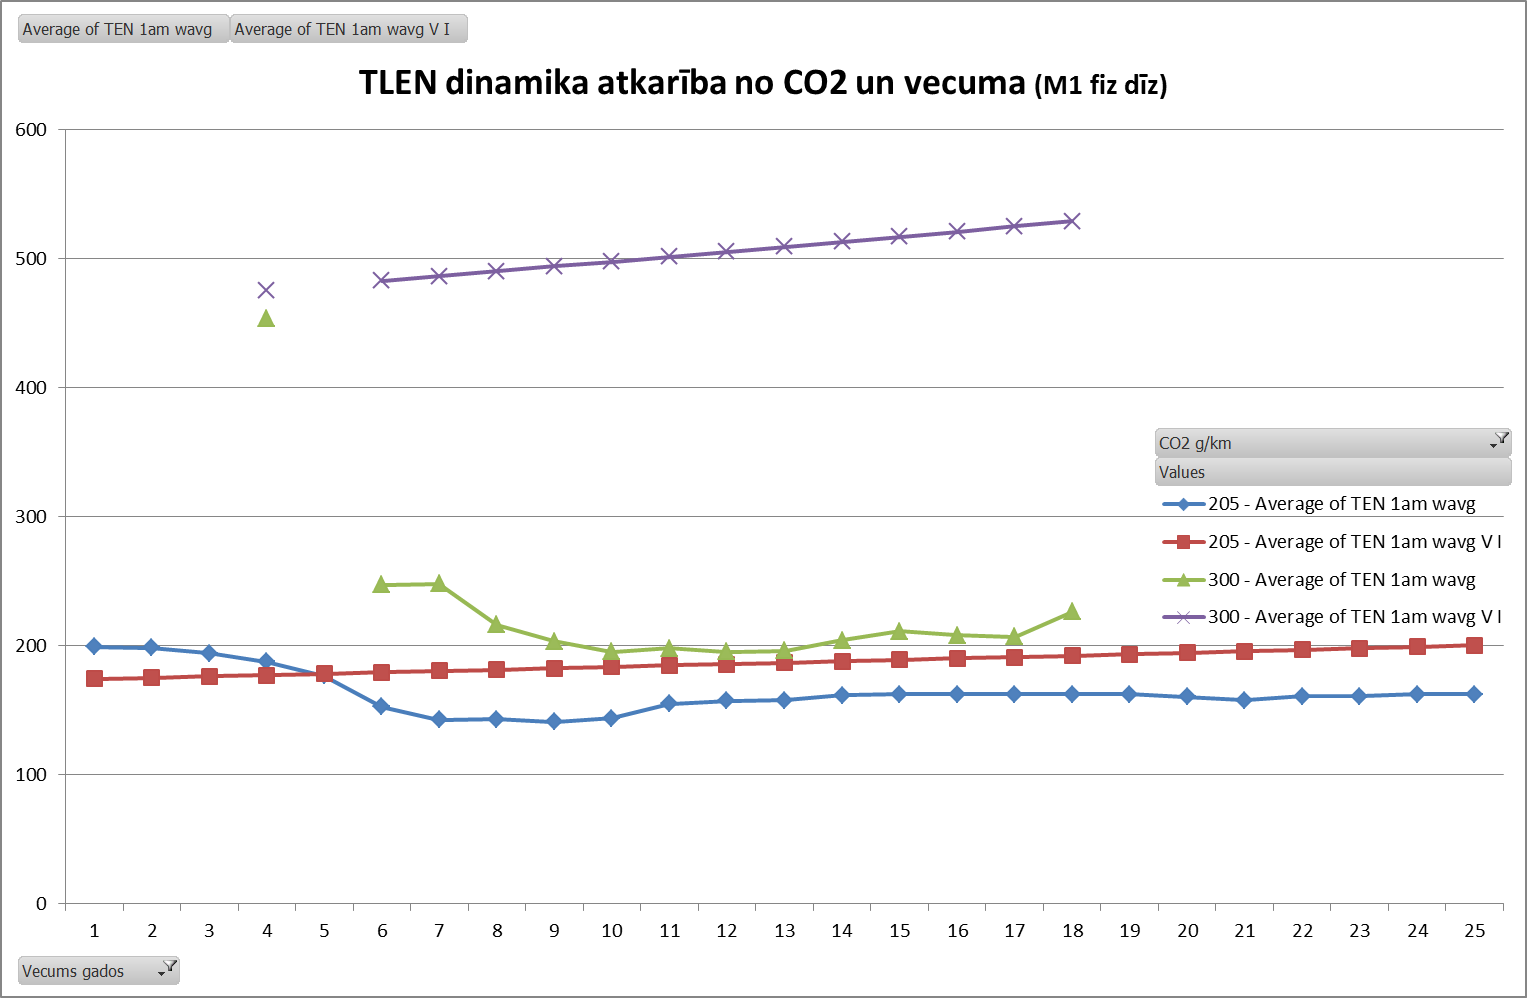 Average of TEN 1am wavg Average of TEN 1am wavg V I
TLEN dinamika atkarība no CO2 un vecuma (M1 fiz dīz)
600
500
400
300
200
100
0
CO2 g/km
Values
205 - Average of TEN 1am wavg
205 - Average of TEN 1am wavg V I
300 - Average of TEN 1am wavg
300 - Average of TEN 1am wavg V I
1 2 3 4 5 6 7 8 9 10 11 12 13 14 15 16 17 18 19 20 21 22 23 24 25
Vecums gados